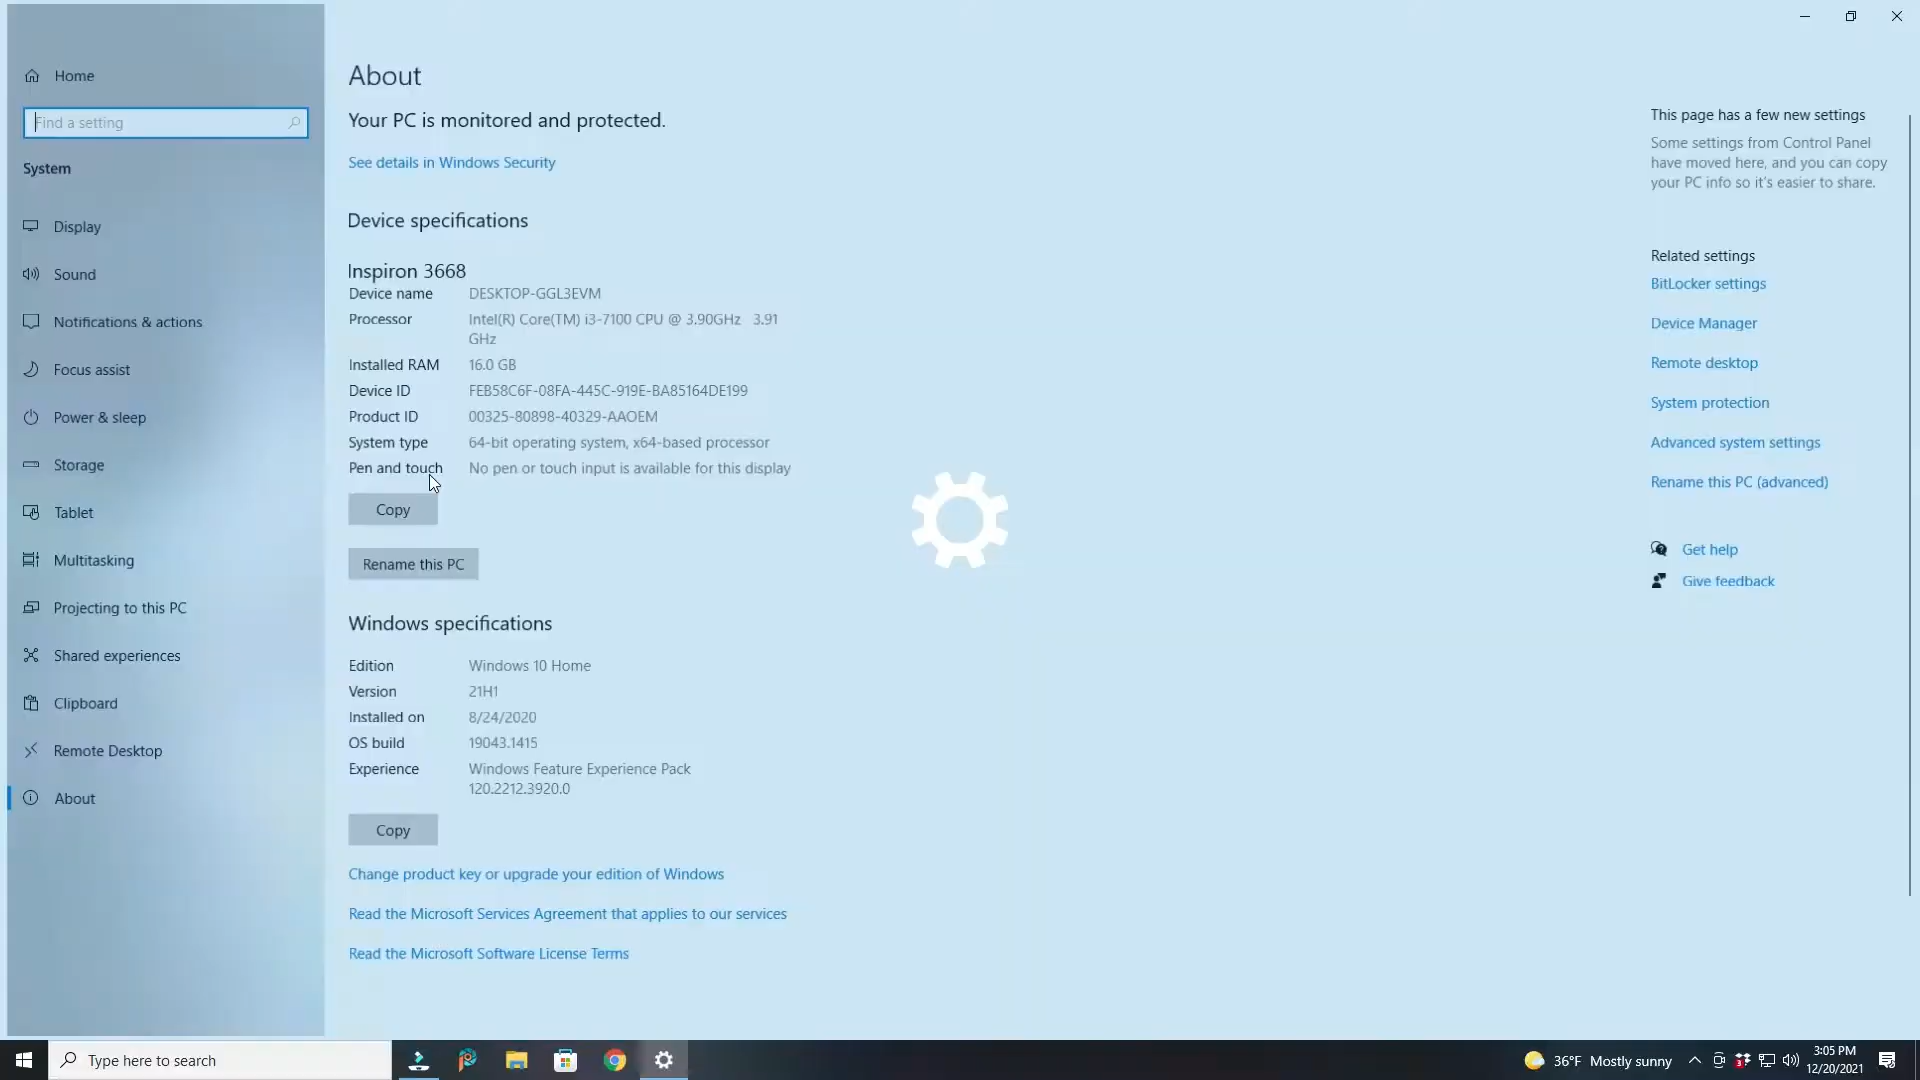 Home
Find a setting
System
Display
Sound
Notifications & actions
Focus assist
Power & sleep
Storage
Tablet
Multitasking
Projecting to this PC
Shared experiences
Clipboard
Remote Desktop
About
About
Your PC is monitored and protected.
See details in Windows Security
Device specifications
Inspiron 3668
Device name DESKTOP-GGL3EVM
Processor Intel(R) Core(TM) i3-7100 CPU @ 3.90GHz 3.91
GHz
Installed RAM 16.0 GB
Device ID FEB58C6F-08FA-445C-919E-BA85164DE199
Product ID 00325-80898-40329-AAOEM
System type 64-bit operating system, x64-based processor
Pen and touch No pen or touch input is available for this display
Copy
Rename this PC
Windows specifications
Edition Windows 10 Home
Version 21H1
Installed on 8/24/2020
OS build 19043.1415
Experience Windows Feature Experience Pack
120.2212.3920.0
Copy
Change product key or upgrade your edition of Windows
Read the Microsoft Services Agreement that applies to our services
Read the Microsoft Software License Terms
This page has a few new settings
Some settings from Control Panel
have moved here, and you can copy
your PC info so it's easier to share.
Related settings
BitLocker settings
Device Manager
Remote desktop
System protection
Advanced system settings
Rename this PC (advanced)
Get help
Give feedback
Type here to search
36°F Mostly sunny
3:05 PM
12/20/2021